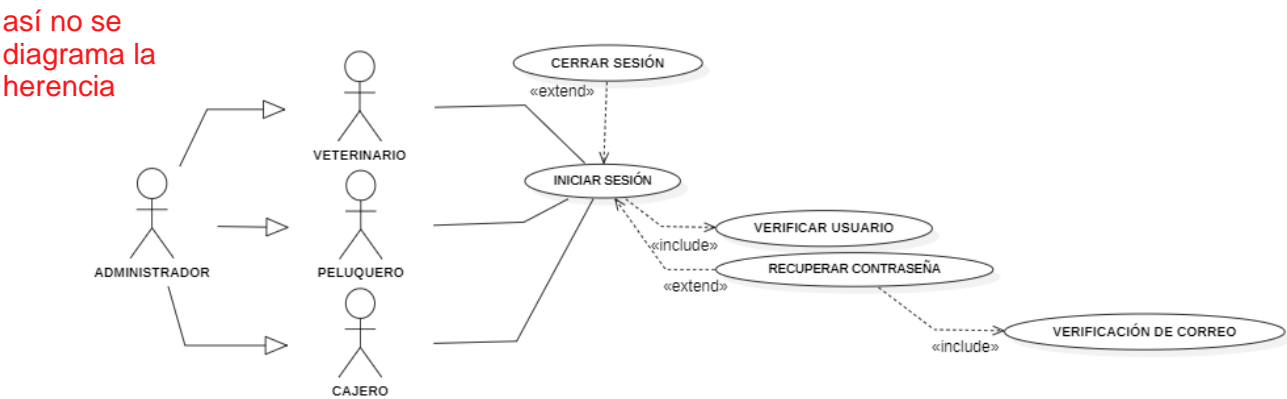 así no se
diagrama la
herencia
CERRAR SESIÓN
«extend»
VETERINARIO
INICIAR SESIÓN
VERIFICAR USUARIO
«include»
ADMINISTRADOR
PELUQUERO
RECUPERAR CONTRASEÑA
«extend»
VERIFICACIÓN DE CORREO
«include»
CAJERO